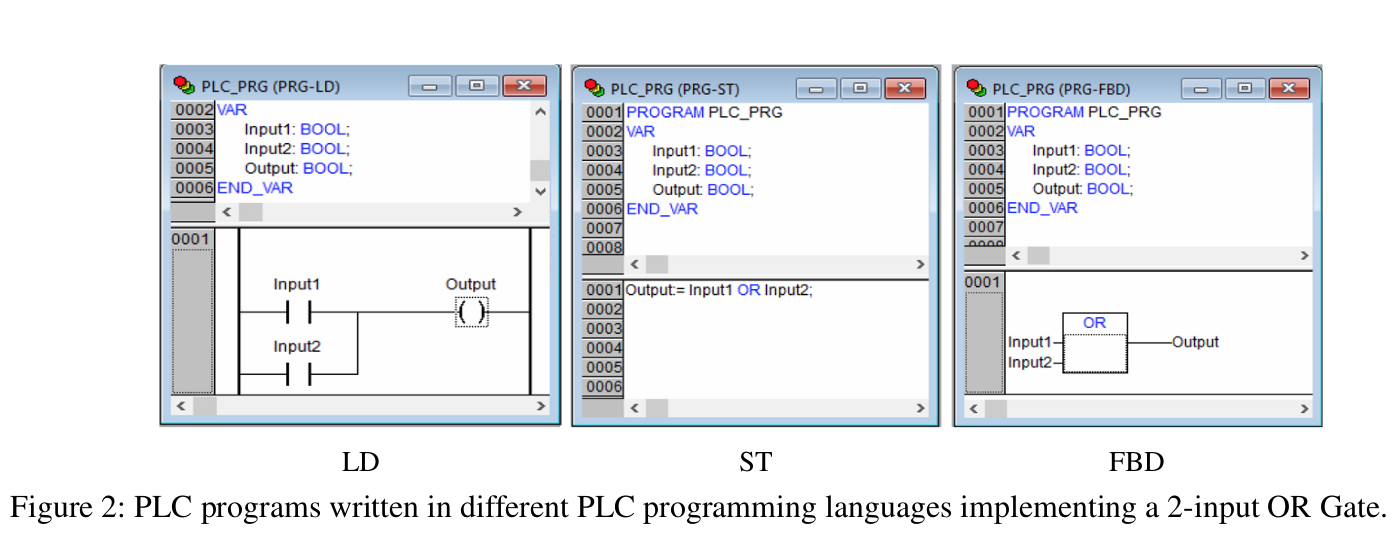 PLC_PRG (PRG-LD)
0002 VAR
0003 Input1: BOOL;
0004 Input2: BOOL;
0005 Output: BOOL;
0006 END_VAR
0001
Input1
Output
( )
Input2
PLC_PRG (PRG-ST)
0001 PROGRAM PLC_PRG
0002 VAR
0003 Input1: BOOL;
0004 Input2: BOOL;
0005 Output: BOOL;
0006 END_VAR
0007
0008
0001 Output:= Input1 OR Input2;
0002
0003
0004
0005
0006
PLC_PRG (PRG-FBD)
0001 PROGRAM PLC_PRG
0002 VAR
0003 Input1: BOOL;
0004 Input2: BOOL;
0005 Output: BOOL;
0006 END_VAR
0007
0001
OR
Input1
Output
Input2
LD
ST
FBD
Figure 2: PLC programs written in different PLC programming languages implementing a 2-input OR Gate.